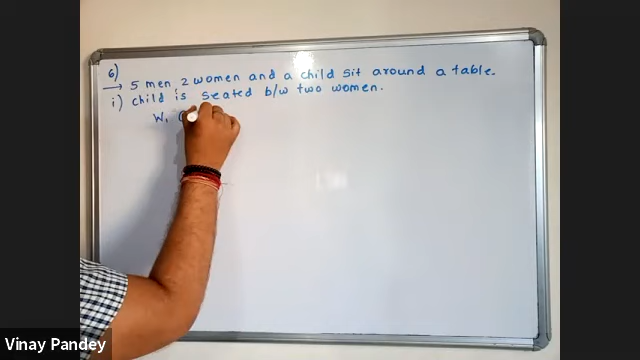 6)
→ 5 men, 2 women and a child sit around a table.
i) child is seated b/w two women.
W₁ C
Vinay Pandey